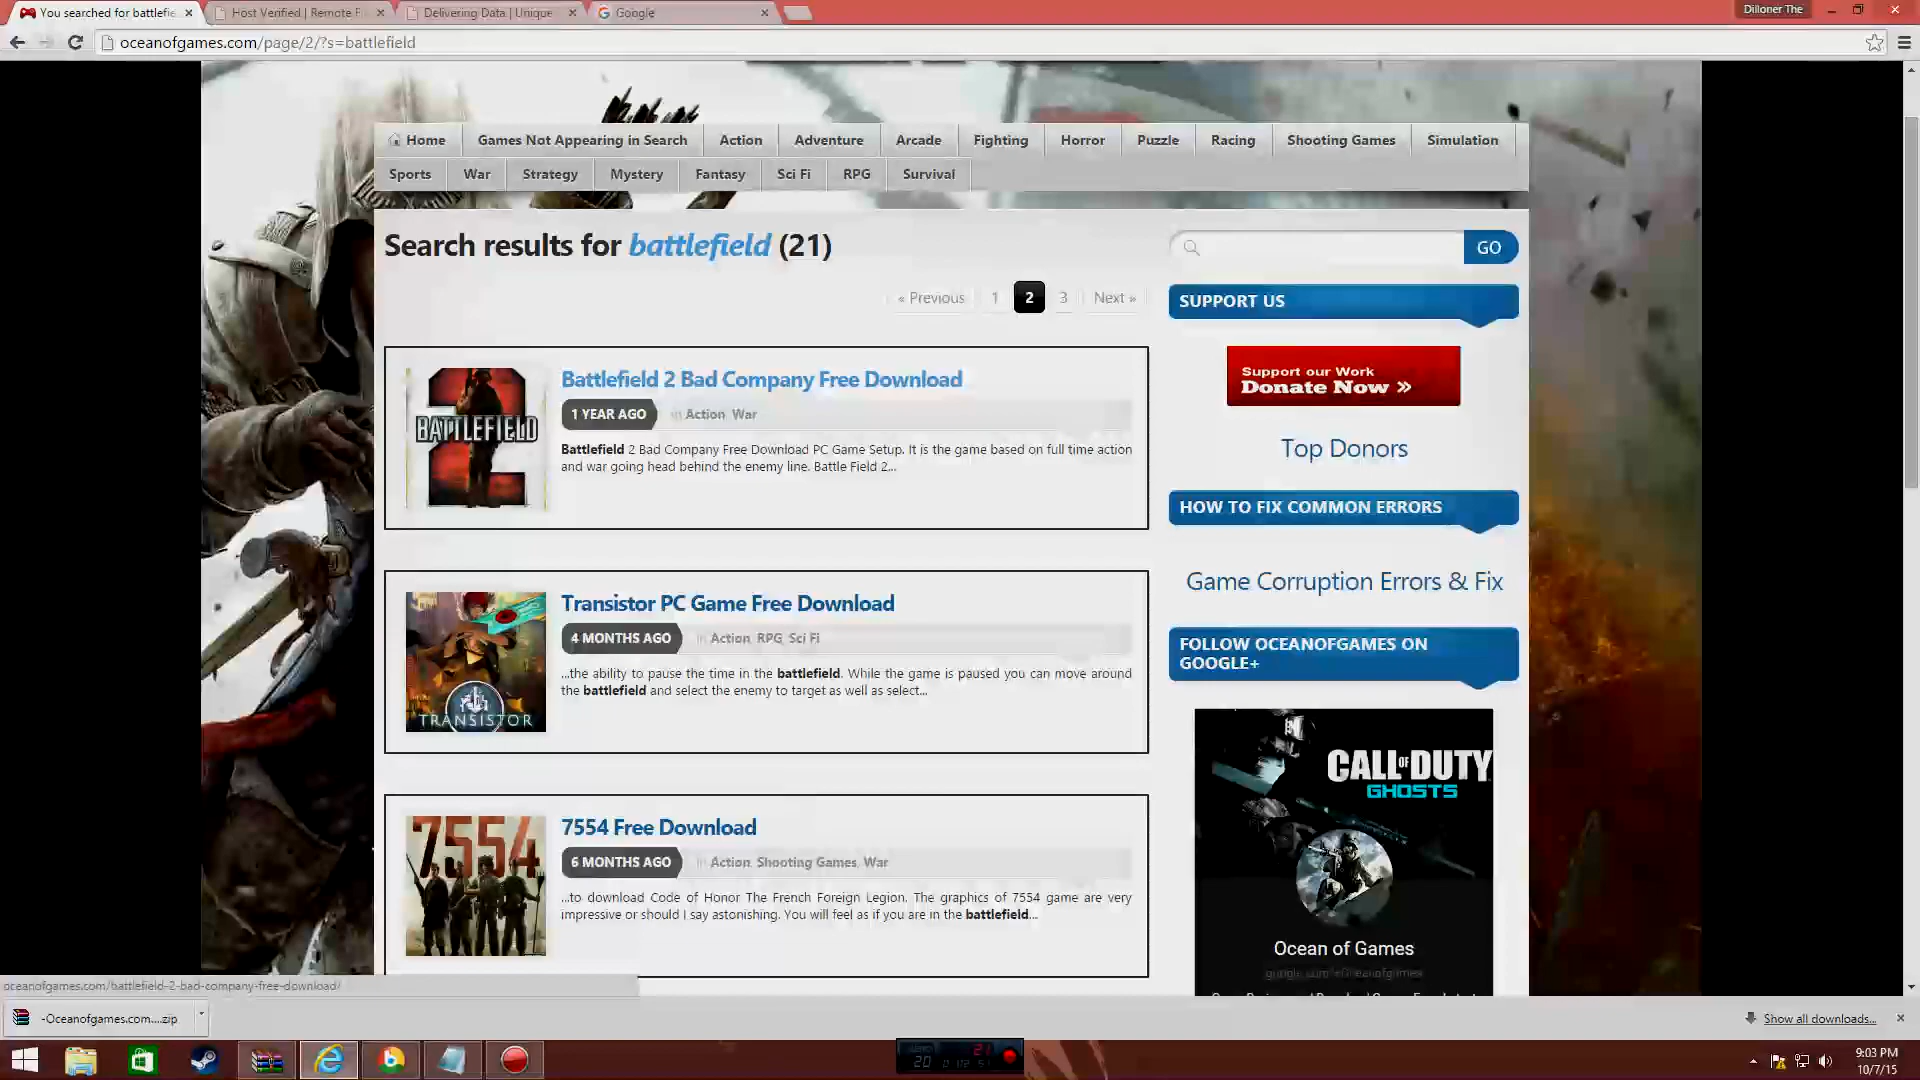 You searched for battlefie
Host Verified | Remote F
Delivering Data | Unique
Google
Dilloner The
oceanofgames.com/page/2/?s=battlefield
Home
Games Not Appearing in Search
Action
Adventure
Arcade
Fighting
Horror
Puzzle
Racing
Shooting Games
Simulation
Sports
War
Strategy
Mystery
Fantasy
Sci Fi
RPG
Survival
Search results for battlefield (21)
GO
« Previous 1 2 3 Next »
SUPPORT US
Support our Work
Donate Now »
Top Donors
HOW TO FIX COMMON ERRORS
Game Corruption Errors & Fix
FOLLOW OCEANOFGAMES ON
GOOGLE+
CALL OF DUTY
GHOSTS
Ocean of Games
2
BATTLEFIELD
Battlefield 2 Bad Company Free Download
1 YEAR AGO
in Action, War
Battlefield 2 Bad Company Free Download PC Game Setup. It is the game based on full time action
and war going head behind the enemy line. Battle Field 2...
TRANSISTOR
Transistor PC Game Free Download
4 MONTHS AGO
in Action, RPG, Sci Fi
...the ability to pause the time in the battlefield. While the game is paused you can move around
the battlefield and select the enemy to target as well as select...
7554
7554 Free Download
6 MONTHS AGO
in Action, Shooting Games, War
...to download Code of Honor The French Foreign Legion. The graphics of 7554 game are very
impressive or should I say astonishing. You will feel as if you are in the battlefield...
oceanofgames.com/battlefield-2-bad-company-free-download/
-Oceanofgames.com....zip
Show all downloads...
20
21
9:03 PM
10/7/15